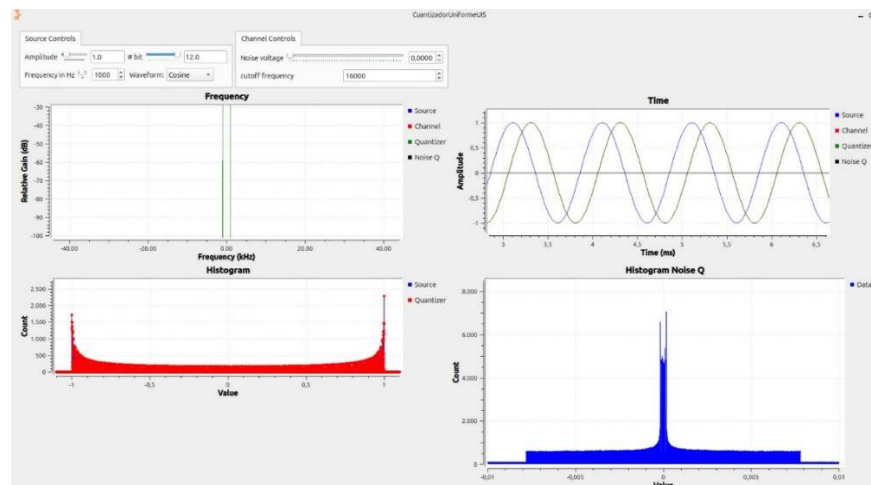 CuantizadorUniformeUIS
Source Controls
Amplitude 1.0 # bit 12.0
Frequency in Hz 1000 Waveform: Cosine
Channel Controls
Noise voltage 0,0000
cutoff frequency 16000
Frequency
Relative Gain (dB)
-30
-40
-50
-60
-70
-80
-90
-100
-40.00 -20.00 0.00 20.00 40.00
Frequency (kHz)
Source
Channel
Quantizer
Noise Q
Time
Amplitude
1
0,5
0
-0,5
-1
3 3,5 4 4,5 5 5,5 6 6,5
Time (ms)
Source
Channel
Quantizer
Noise Q
Histogram
Count
2.500
2.000
1.500
1.000
500
0
-1 -0,5 0 0,5 1
Value
Source
Quantizer
Histogram Noise Q
Count
8.000
6.000
4.000
2.000
-0,01 -0,005 0 0,005 0,01
Value
Data